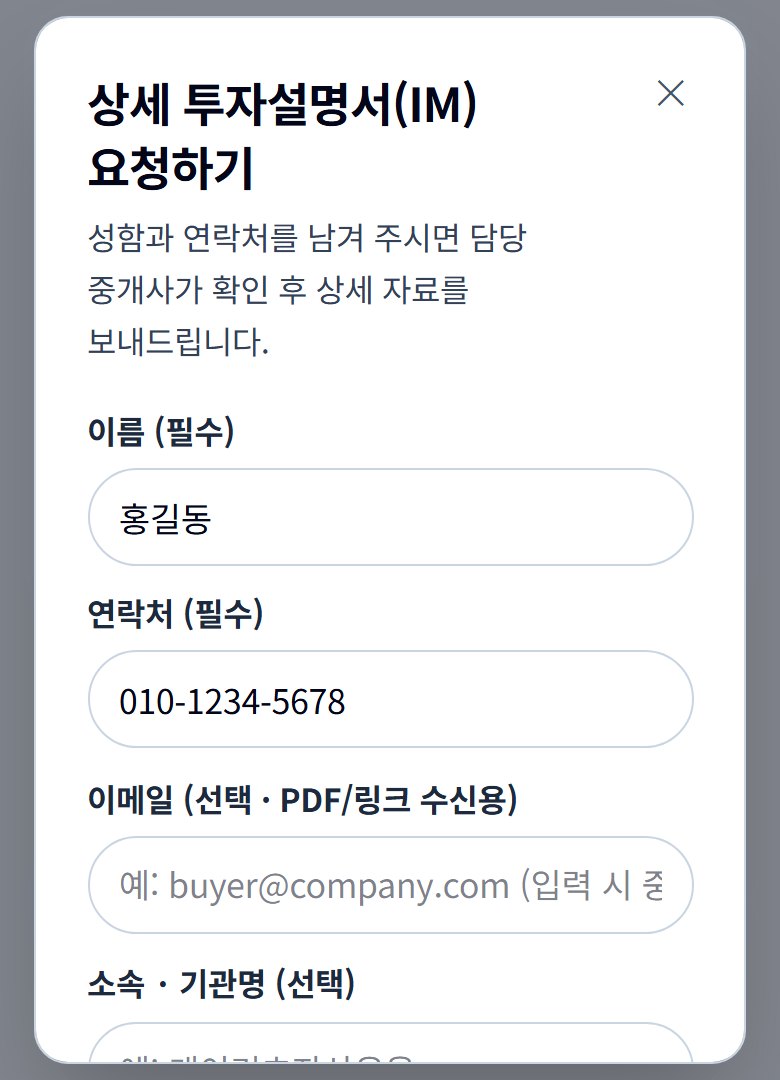 상세 투자설명서(IM)
요청하기
성함과 연락처를 남겨 주시면 담당
중개사가 확인 후 상세 자료를
보내드립니다.
이름 (필수)
홍길동
연락처 (필수)
010-1234-5678
이메일 (선택 · PDF/링크 수신용)
예: buyer@company.com (입력 시
소속 · 기관명 (선택)
예: